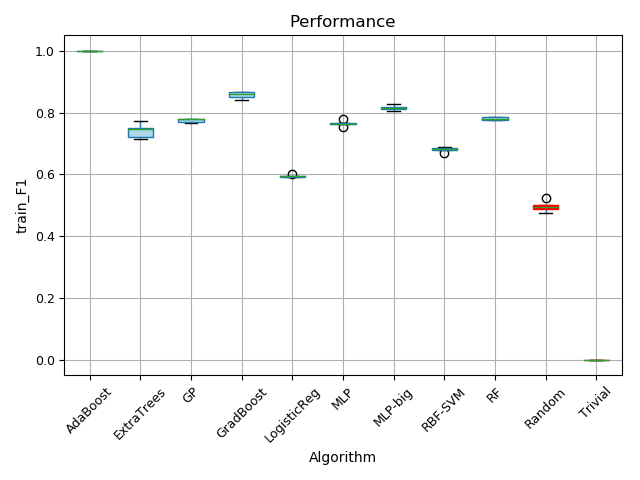 Performance
train_F1
1.0
0.8
0.6
0.4
0.2
0.0
AdaBoost
ExtraTrees
GP
GradBoost
LogisticReg
MLP
MLP-big
RBF-SVM
RF
Random
Trivial
Algorithm